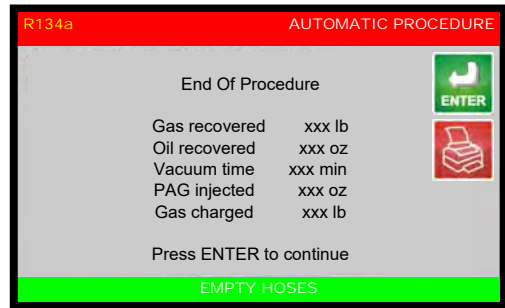 R134a AUTOMATIC PROCEDURE
End Of Procedure
ENTER
Gas recovered xxx lb
Oil recovered xxx oz
Vacuum time xxx min
PAG injected xxx oz
Gas charged xxx lb
Press ENTER to continue
EMPTY HOSES